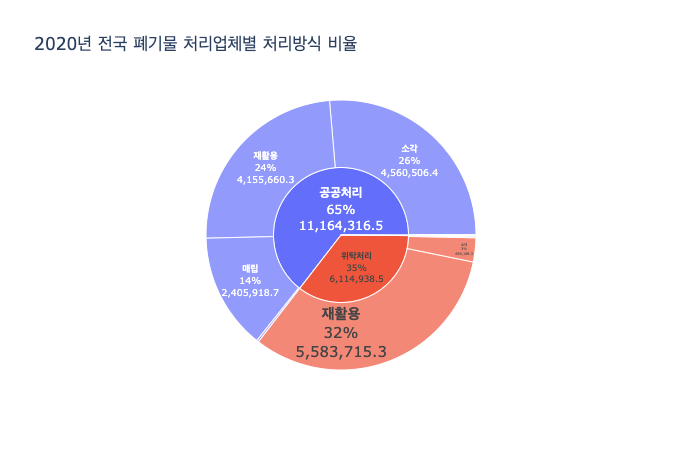 2020년 전국 폐기물 처리업체별 처리방식 비율
재활용
24%
4,155,660.3
소각
26%
4,560,506.4
공공처리
65%
11,164,316.5
위탁처리
35%
6,114,938.5
매립
14%
2,405,918.7
재활용
32%
5,583,715.3